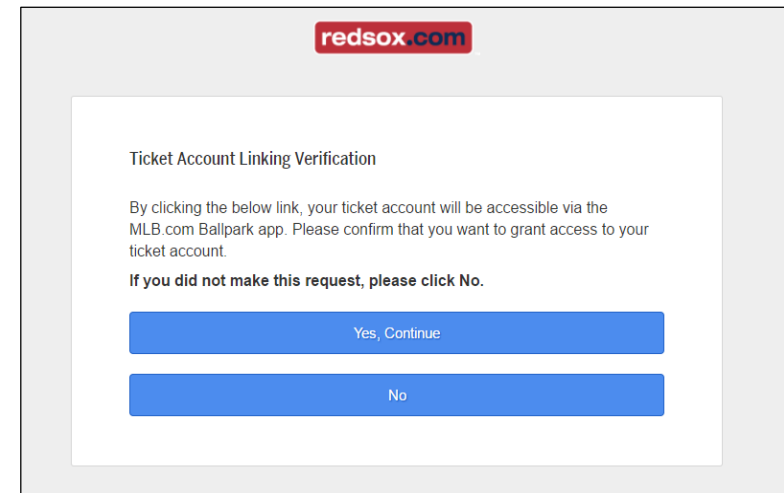 redsox.com
Ticket Account Linking Verification
By clicking the below link, your ticket account will be accessible via the
MLB.com Ballpark app. Please confirm that you want to grant access to your
ticket account.
If you did not make this request, please click No.
Yes, Continue
No